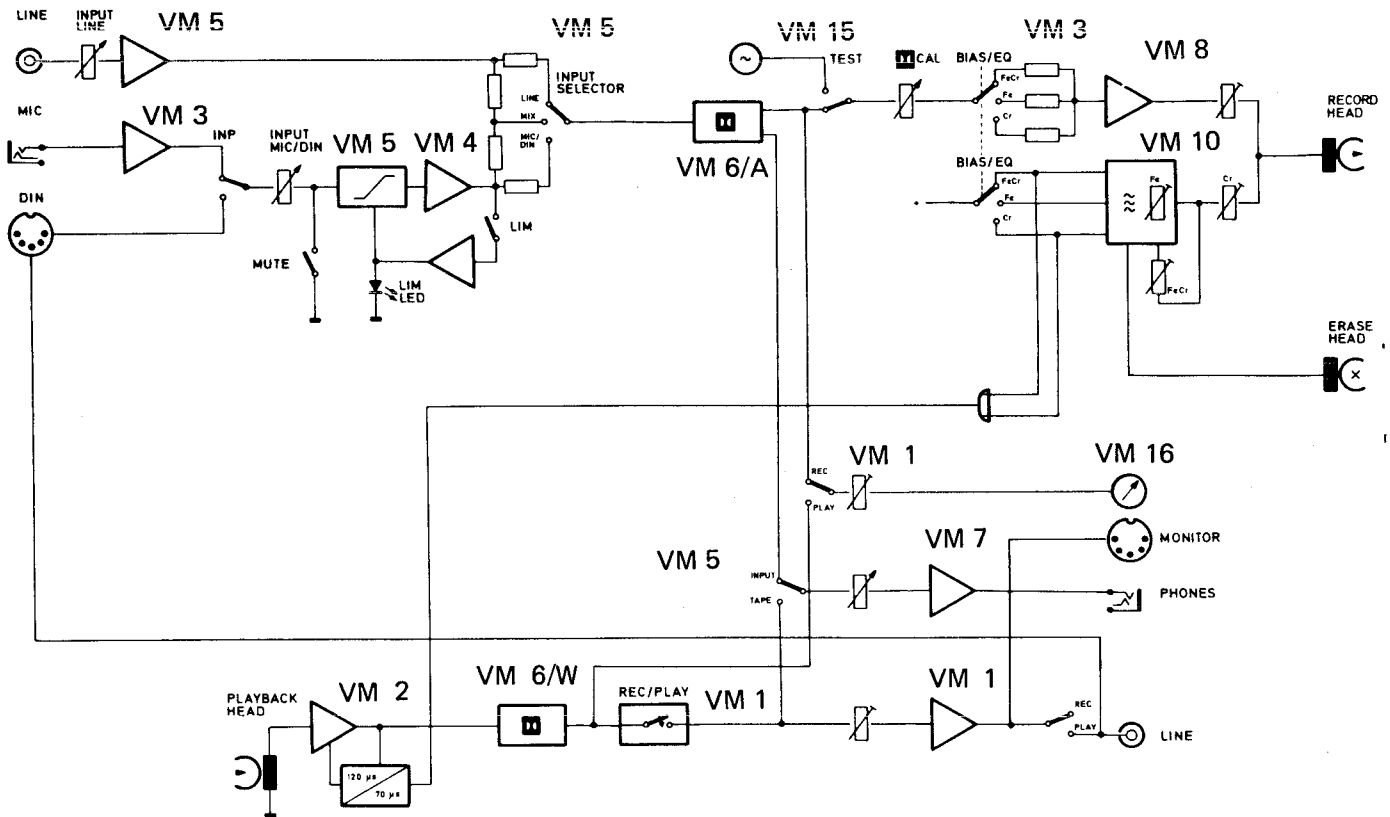 LINE
INPUT
LINE
VM 5
VM 5
VM 15
TEST
CAL
BIAS/EQ
VM 3
FeCr
Fe
Cr
VM 8
RECORD
HEAD
MIC
VM 3
INP
INPUT
MIC/DIN
VM 5
VM 4
INPUT
SELECTOR
LINE
MIX
MIC/
DIN
VM 6/A
BIAS/EQ
FeCr
Fe
Cr
VM 10
Fe
Cr
FeCr
DIN
MUTE
LIM
LIM
LED
ERASE
HEAD
REC
PLAY
VM 1
VM 16
MONITOR
VM 5
INPUT
TAPE
VM 7
PHONES
PLAYBACK
HEAD
VM 2
120 µs
70 µs
VM 6/W
REC/PLAY
VM 1
VM 1
REC
PLAY
LINE